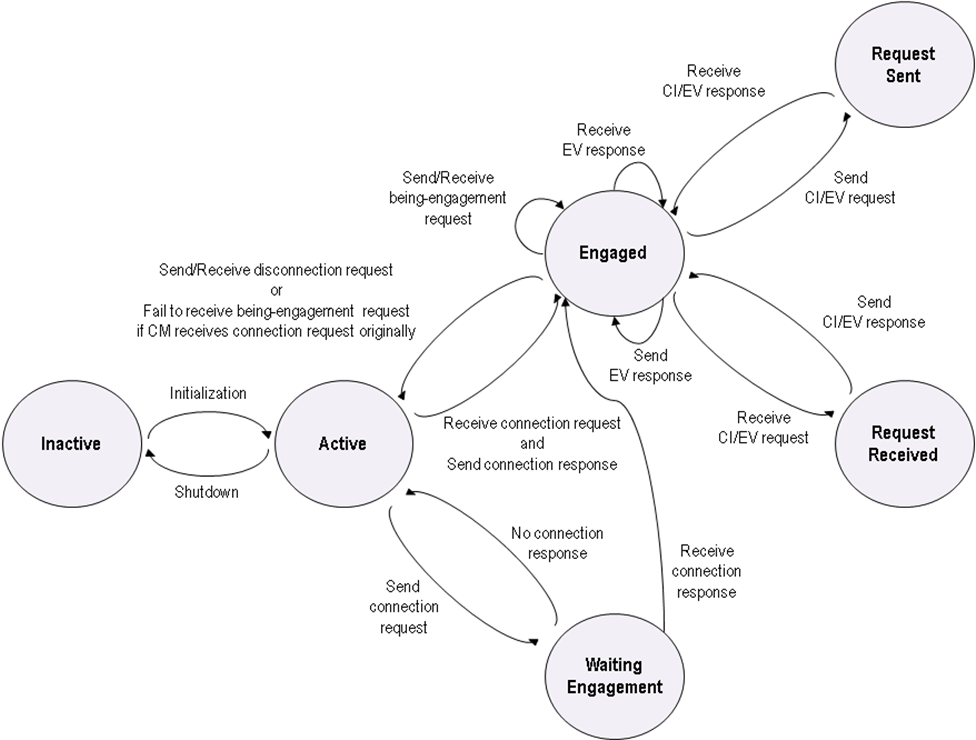 Request
Sent
Receive
CI/EV response
Receive
EV response
Send/Receive
being-engagement
request
Send
CI/EV request
Engaged
Send/Receive disconnection request
or
Fail to receive being-engagement request
if CM receives connection request originally
Send
CI/EV response
Send
EV response
Initialization
Inactive
Active
Receive connection request
and
Send connection response
Receive
CI/EV request
Request
Received
Shutdown
No connection
response
Receive
connection
response
Send
connection
request
Waiting
Engagement